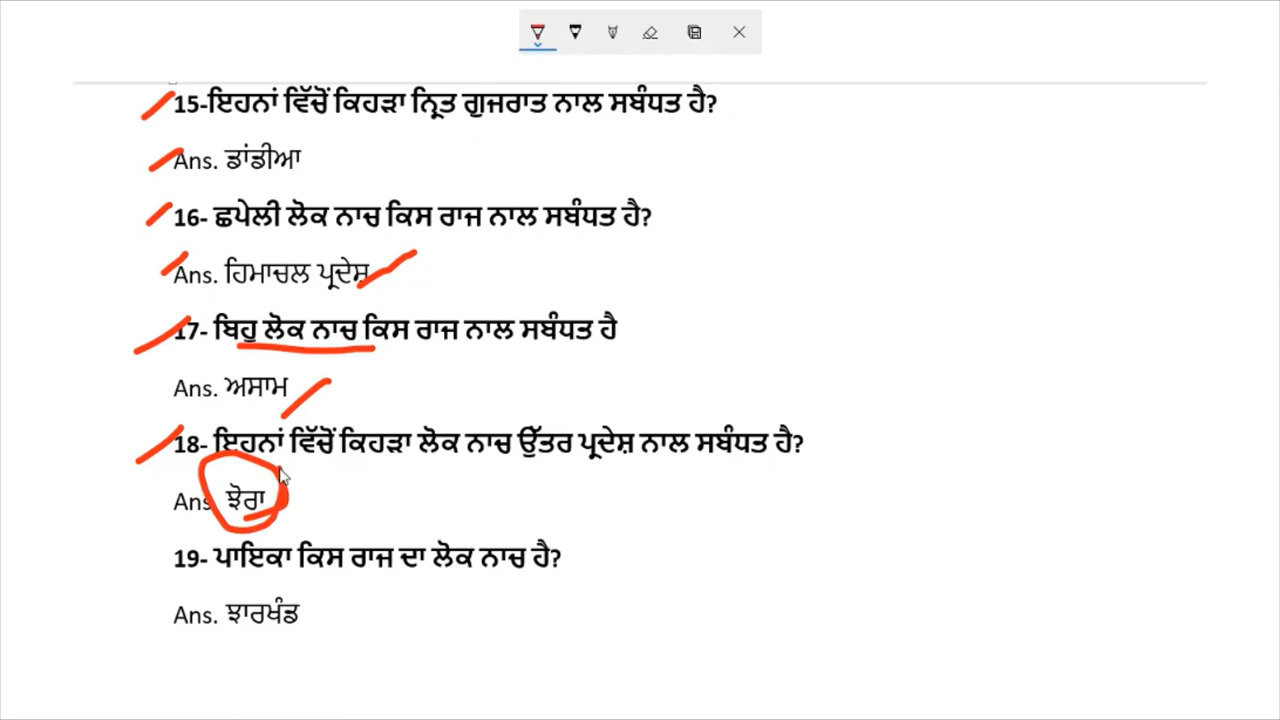 15-ਇਹਨਾਂ ਵਿੱਚੋਂ ਕਿਹੜਾ ਨ੍ਰਿਤ ਗੁਜਰਾਤ ਨਾਲ ਸਬੰਧਤ ਹੈ?
Ans. ਡਾਂਡੀਆ
16- ਛਪੇਲੀ ਲੋਕ ਨਾਚ ਕਿਸ ਰਾਜ ਨਾਲ ਸਬੰਧਤ ਹੈ?
Ans. ਹਿਮਾਚਲ ਪ੍ਰਦੇਸ਼
17- ਬਿਹੁ ਲੋਕ ਨਾਚ ਕਿਸ ਰਾਜ ਨਾਲ ਸਬੰਧਤ ਹੈ
Ans. ਅਸਾਮ
18- ਇਹਨਾਂ ਵਿੱਚੋਂ ਕਿਹੜਾ ਲੋਕ ਨਾਚ ਉੱਤਰ ਪ੍ਰਦੇਸ਼ ਨਾਲ ਸਬੰਧਤ ਹੈ?
Ans. ਝੋਰਾ
19- ਪਾਇਕਾ ਕਿਸ ਰਾਜ ਦਾ ਲੋਕ ਨਾਚ ਹੈ?
Ans. ਝਾਰਖੰਡ